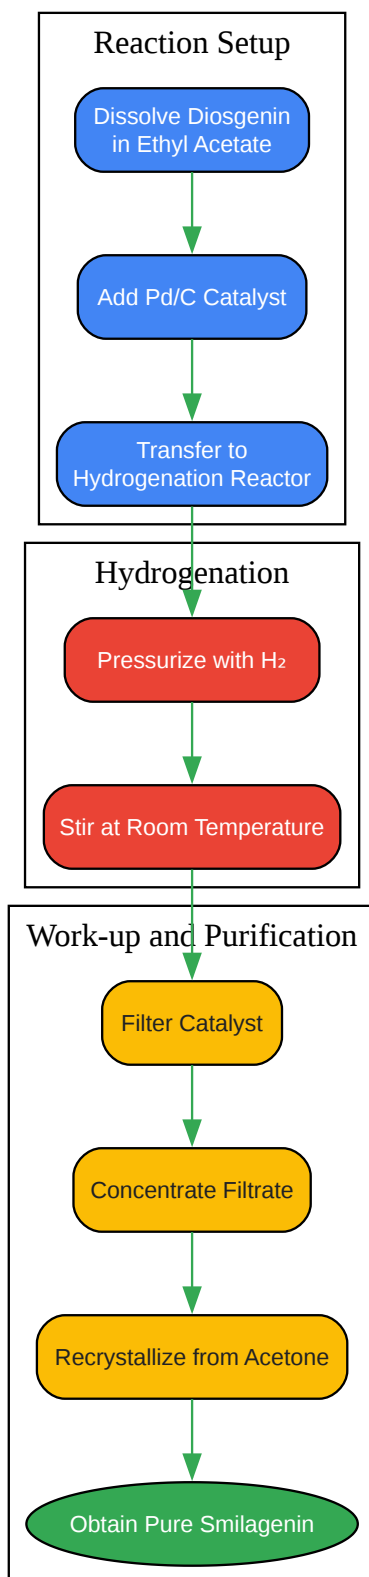 Reaction Setup
Dissolve Diosgenin
in Ethyl Acetate
Add Pd/C Catalyst
Transfer to
Hydrogenation Reactor
Hydrogenation
Pressurize with H₂
Stir at Room Temperature
Work-up and Purification
Filter Catalyst
Concentrate Filtrate
Recrystallize from Acetone
Obtain Pure Smilagenin